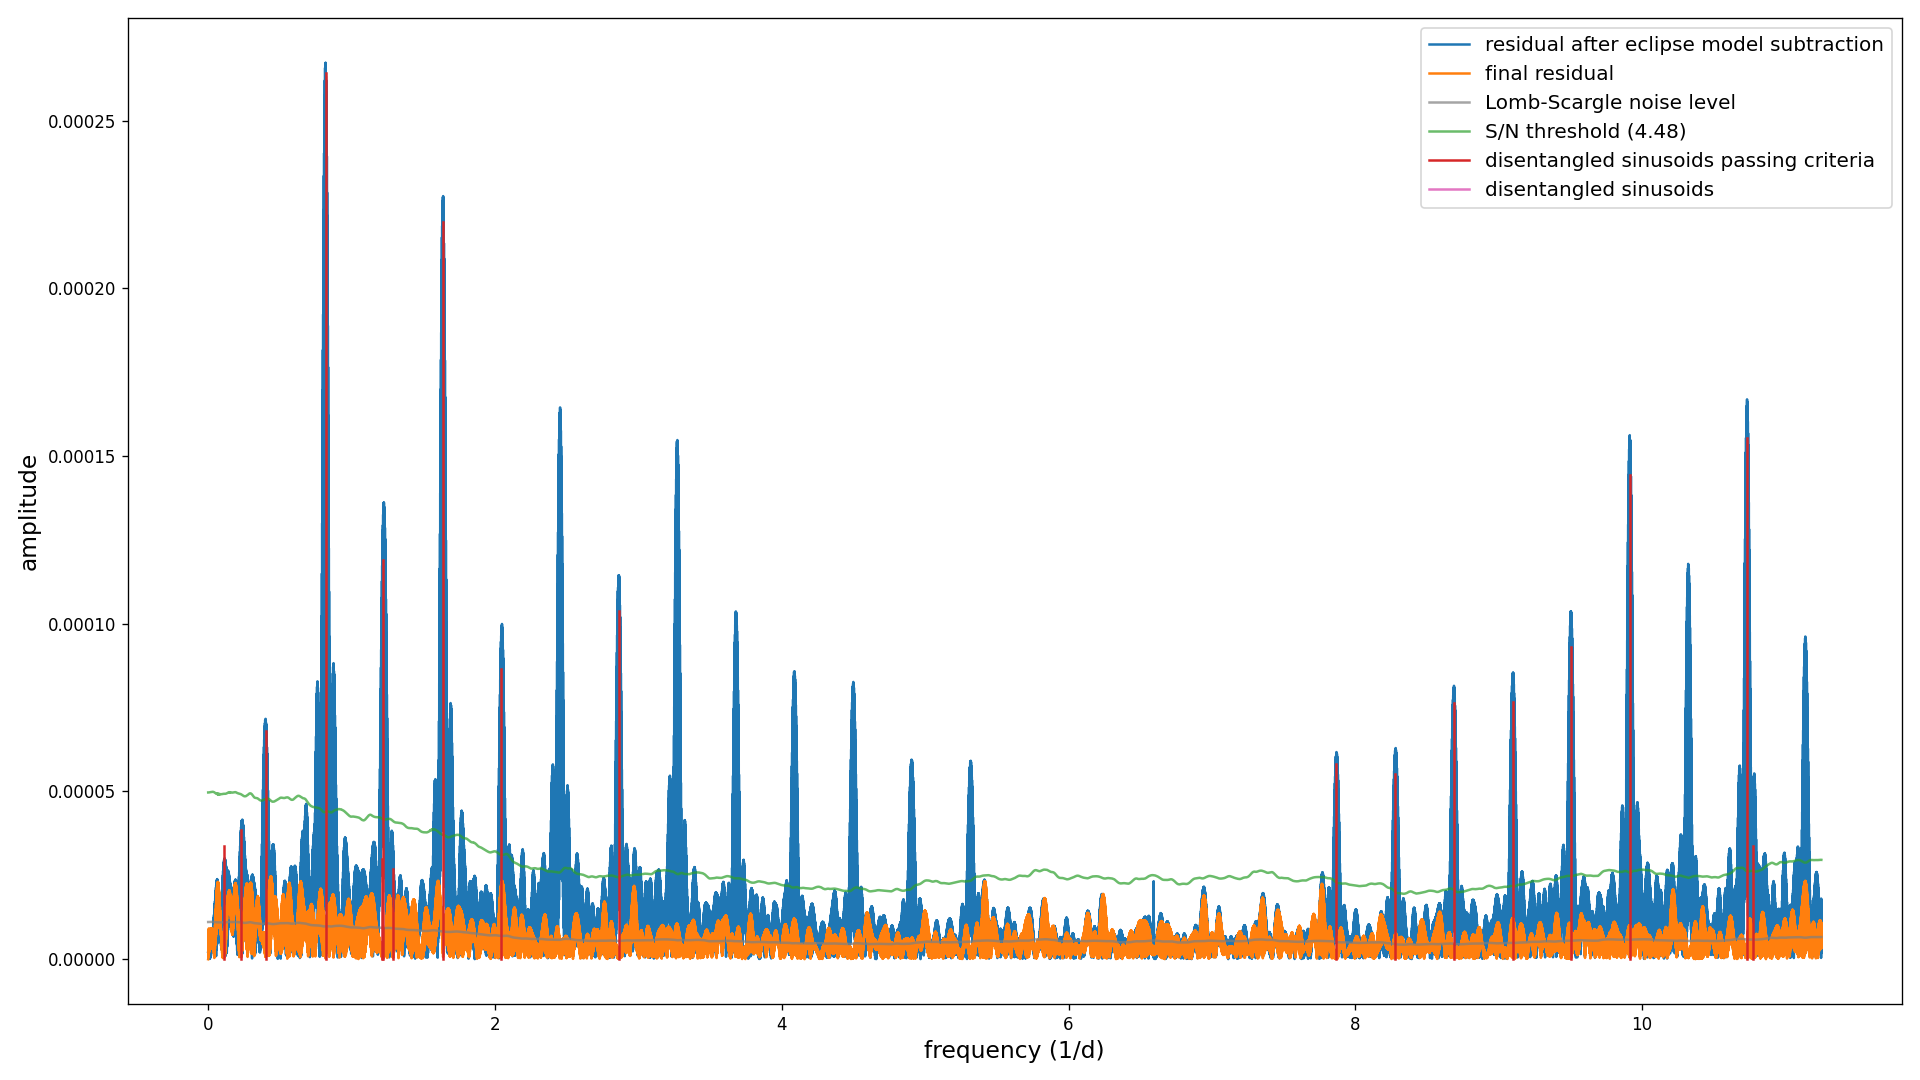 residual after eclipse model subtraction
final residual
Lomb-Scargle noise level
S/N threshold (4.48)
disentangled sinusoids passing criteria
disentangled sinusoids
amplitude
0.00025
0.00020
0.00015
0.00010
0.00005
0.00000
0 2 4 6 8 10
frequency (1/d)